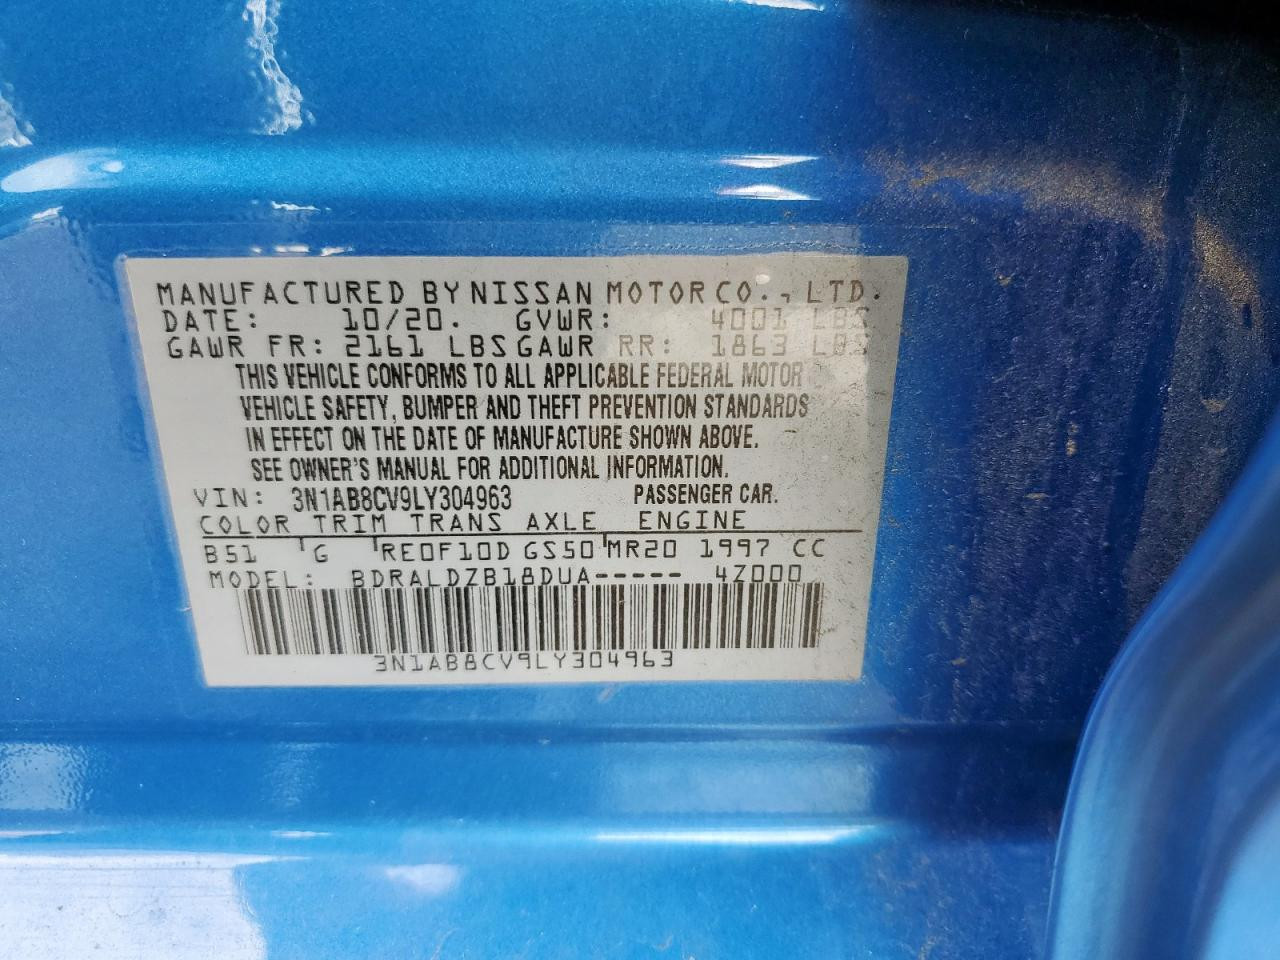 MANUFACTURED BY NISSAN MOTOR CO., LTD.
DATE: 10/20. GVWR: 4001 LBS
GAWR FR: 2161 LBS GAWR RR: 1863 LBS
THIS VEHICLE CONFORMS TO ALL APPLICABLE FEDERAL MOTOR
VEHICLE SAFETY, BUMPER AND THEFT PREVENTION STANDARDS
IN EFFECT ON THE DATE OF MANUFACTURE SHOWN ABOVE.
SEE OWNER'S MANUAL FOR ADDITIONAL INFORMATION.
VIN: 3N1AB8CV9LY304963 PASSENGER CAR.
COLOR TRIM TRANS AXLE ENGINE
B51 G RE0F10D GS50 MR20 1997 CC
MODEL: BDRALDZB18DUA----- 4Z000
3N1AB8CV9LY304963